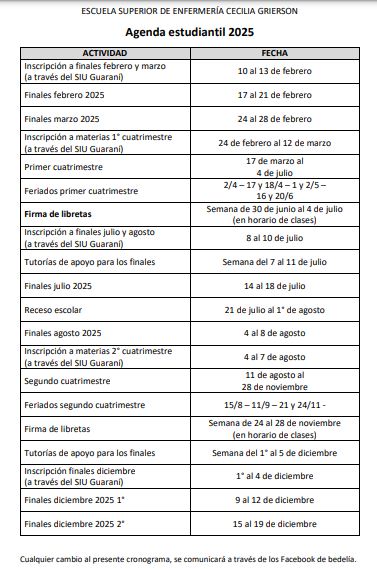 ESCUELA SUPERIOR DE ENFERMERÍA CECILIA GRIERSON
Agenda estudiantil 2025
ACTIVIDAD FECHA
Inscripción a finales febrero y marzo
(a través del SIU Guaraní)
10 al 13 de febrero
Finales febrero 2025
17 al 21 de febrero
Finales marzo 2025
24 al 28 de febrero
Inscripción a materias 1° cuatrimestre
(a través del SIU Guaraní)
24 de febrero al 12 de marzo
Primer cuatrimestre
17 de marzo al
4 de julio
Feriados primer cuatrimestre
2/4 – 17 y 18/4 – 1 y 2/5 –
16 y 20/6
Firma de libretas
Semana de 30 de junio al 4 de julio
(en horario de clases)
Inscripción a finales julio y agosto
(a través del SIU Guaraní)
8 al 10 de julio
Tutorías de apoyo para los finales
Semana del 7 al 11 de julio
Finales julio 2025
14 al 18 de julio
Receso escolar
21 de julio al 1° de agosto
Finales agosto 2025
4 al 8 de agosto
Inscripción a materias 2° cuatrimestre
(a través del SIU Guaraní)
4 al 7 de agosto
Segundo cuatrimestre
11 de agosto al
28 de noviembre
Feriados segundo cuatrimestre
15/8 – 11/9 – 21 y 24/11 -
Firma de libretas
Semana de 24 al 28 de noviembre
(en horario de clases)
Tutorías de apoyo para los finales
Semana del 1° al 5 de diciembre
Inscripción finales diciembre
(a través del SIU Guaraní)
1° al 4 de diciembre
Finales diciembre 2025 1°
9 al 12 de diciembre
Finales diciembre 2025 2°
15 al 19 de diciembre
Cualquier cambio al presente cronograma, se comunicará a través de los Facebook de bedelía.